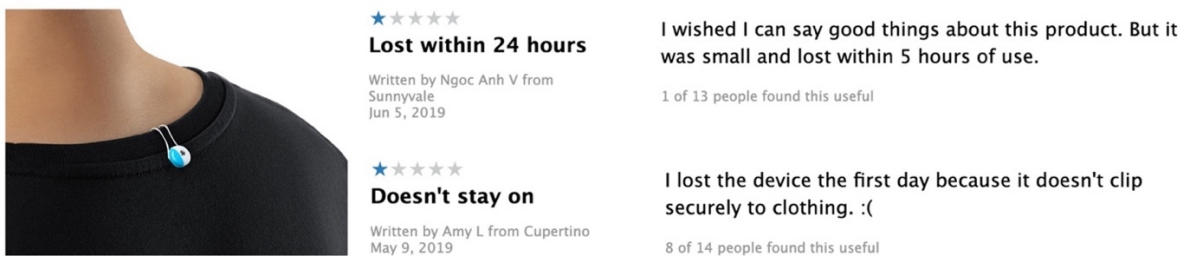 Lost within 24 hours
Written by Ngoc Anh V from
Sunnyvale
Jun 5, 2019
I wished I can say good things about this product. But it
was small and lost within 5 hours of use.
1 of 13 people found this useful
Doesn't stay on
Written by Amy L from Cupertino
May 9, 2019
I lost the device the first day because it doesn't clip
securely to clothing. :(
8 of 14 people found this useful